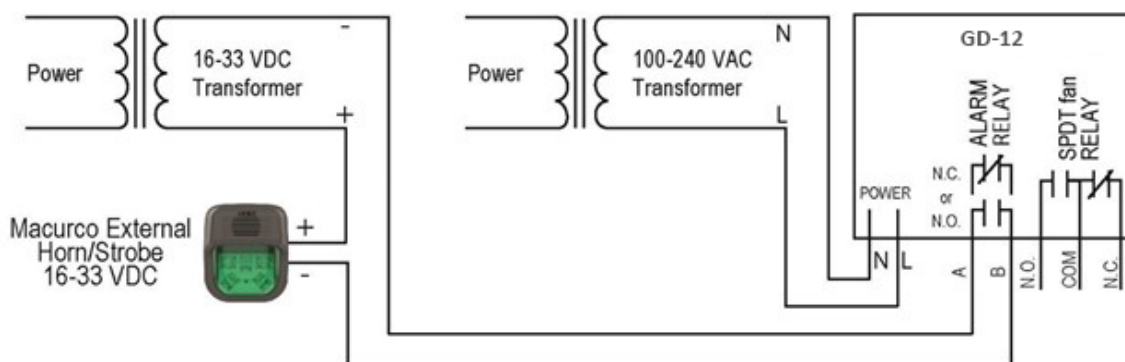 Power
16-33 VDC
Transformer
-
+
Power
100-240 VAC
Transformer
N
L
GD-12
ALARM
RELAY
SPDT fan
RELAY
N.C.
or
N.O.
POWER
N L
A
B
N.O.
COM
N.C.
Macurco External
Horn/Strobe
16-33 VDC
+
-